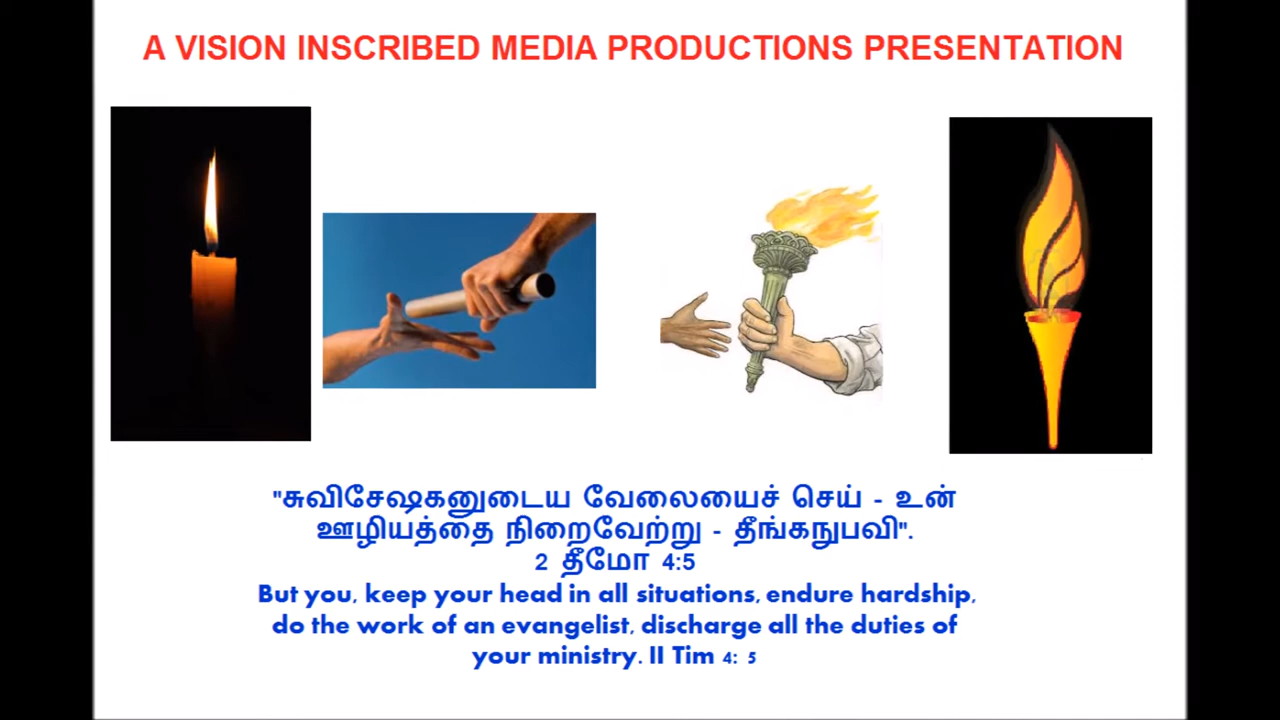 A VISION INSCRIBED MEDIA PRODUCTIONS PRESENTATION
"சுவிசேஷகனுடைய வேலையைச் செய் - உன்
ஊழியத்தை நிறைவேற்று - தீங்கநுபவி".
2 தீமோ 4:5
But you, keep your head in all situations, endure hardship,
do the work of an evangelist, discharge all the duties of
your ministry. II Tim 4: 5